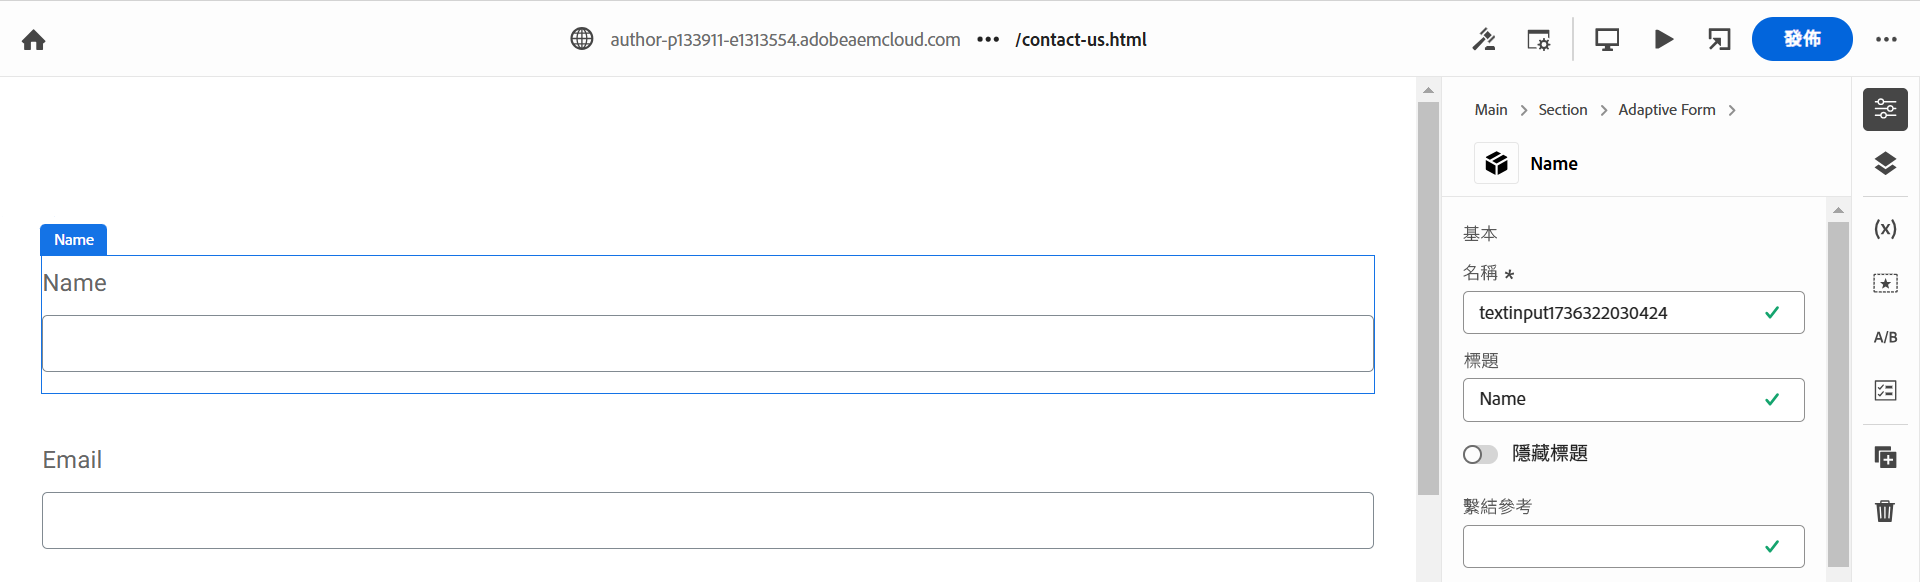 author-p133911-e1313554.adobeaemcloud.com ••• /contact-us.html
發佈
Main > Section > Adaptive Form >
Name
Name
Name
Email
基本
名稱 *
textinput1736322030424
標題
Name
隱藏標題
繫結參考
(x)
A/B